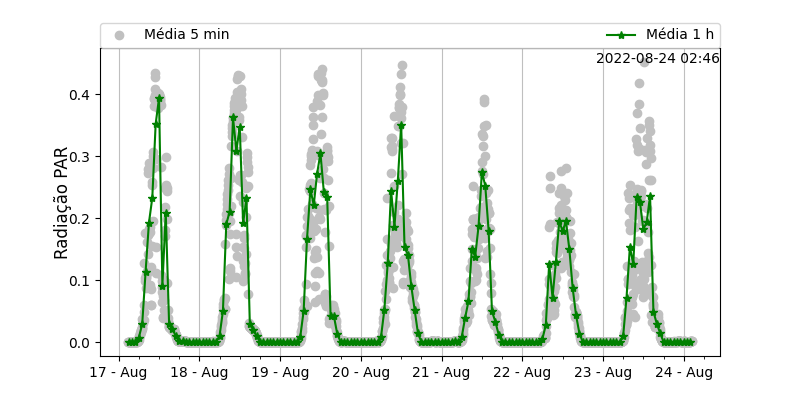 Média 5 min
Média 1 h
2022-08-24 02:46
Radiação PAR
0.4
0.3
0.2
0.1
0.0
17 - Aug
18 - Aug
19 - Aug
20 - Aug
21 - Aug
22 - Aug
23 - Aug
24 - Aug